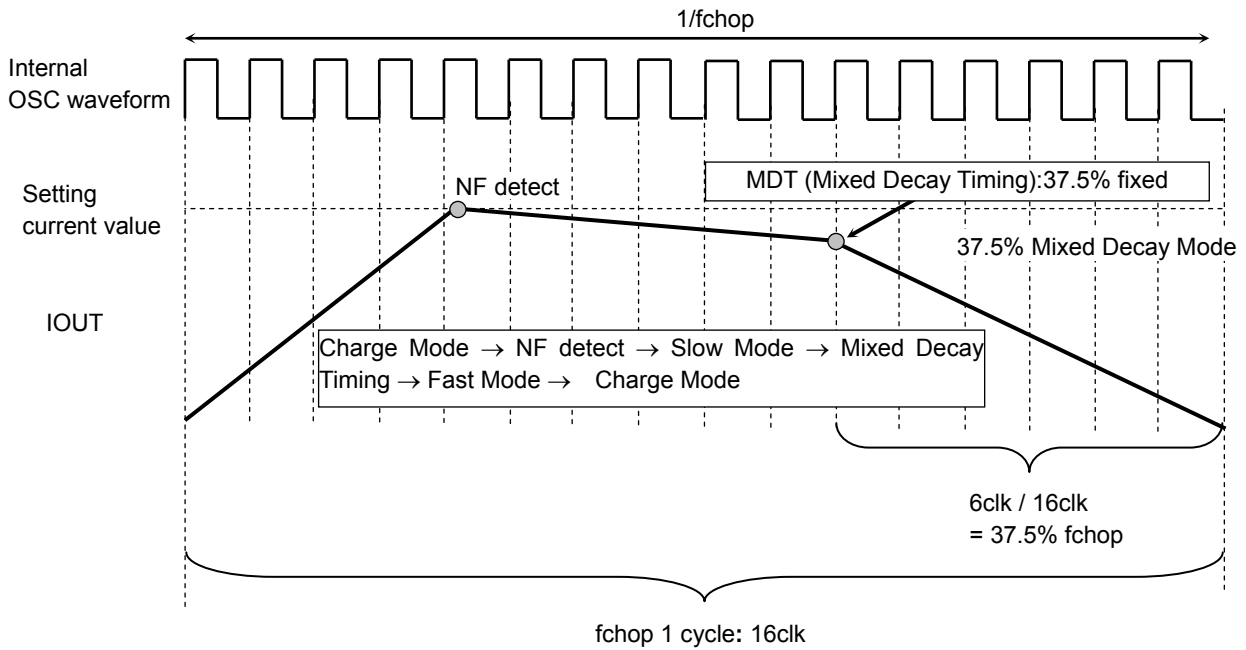 1/fchop
Internal
OSC waveform
Setting
current value
NF detect
MDT (Mixed Decay Timing):37.5% fixed
37.5% Mixed Decay Mode
IOUT
Charge Mode → NF detect → Slow Mode → Mixed Decay
Timing → Fast Mode → Charge Mode
6clk / 16clk
= 37.5% fchop
fchop 1 cycle: 16clk